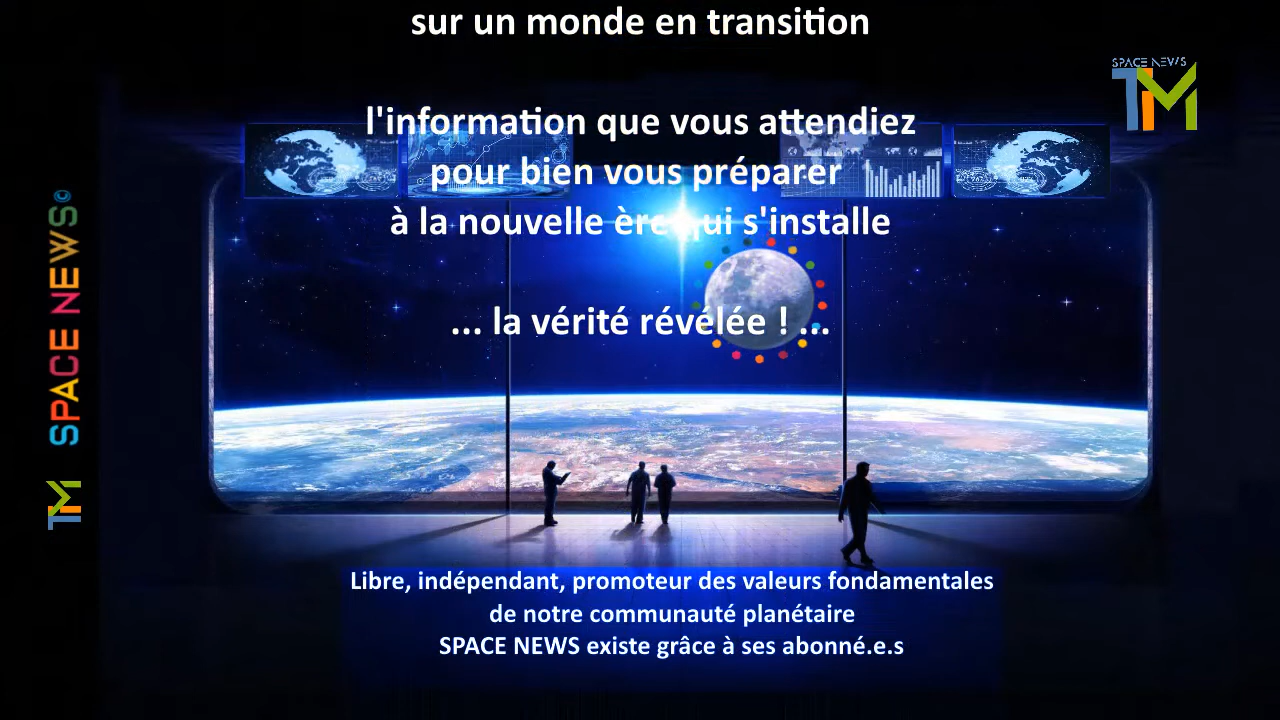 sur un monde en transition
SPACE NEWS
TM
l'information que vous attendiez
pour bien vous préparer
à la nouvelle ère qui s'installe
... la vérité révélée ! ...
SPACE NEWS©
TM
Libre, indépendant, promoteur des valeurs fondamentales
de notre communauté planétaire
SPACE NEWS existe grâce à ses abonné.e.s